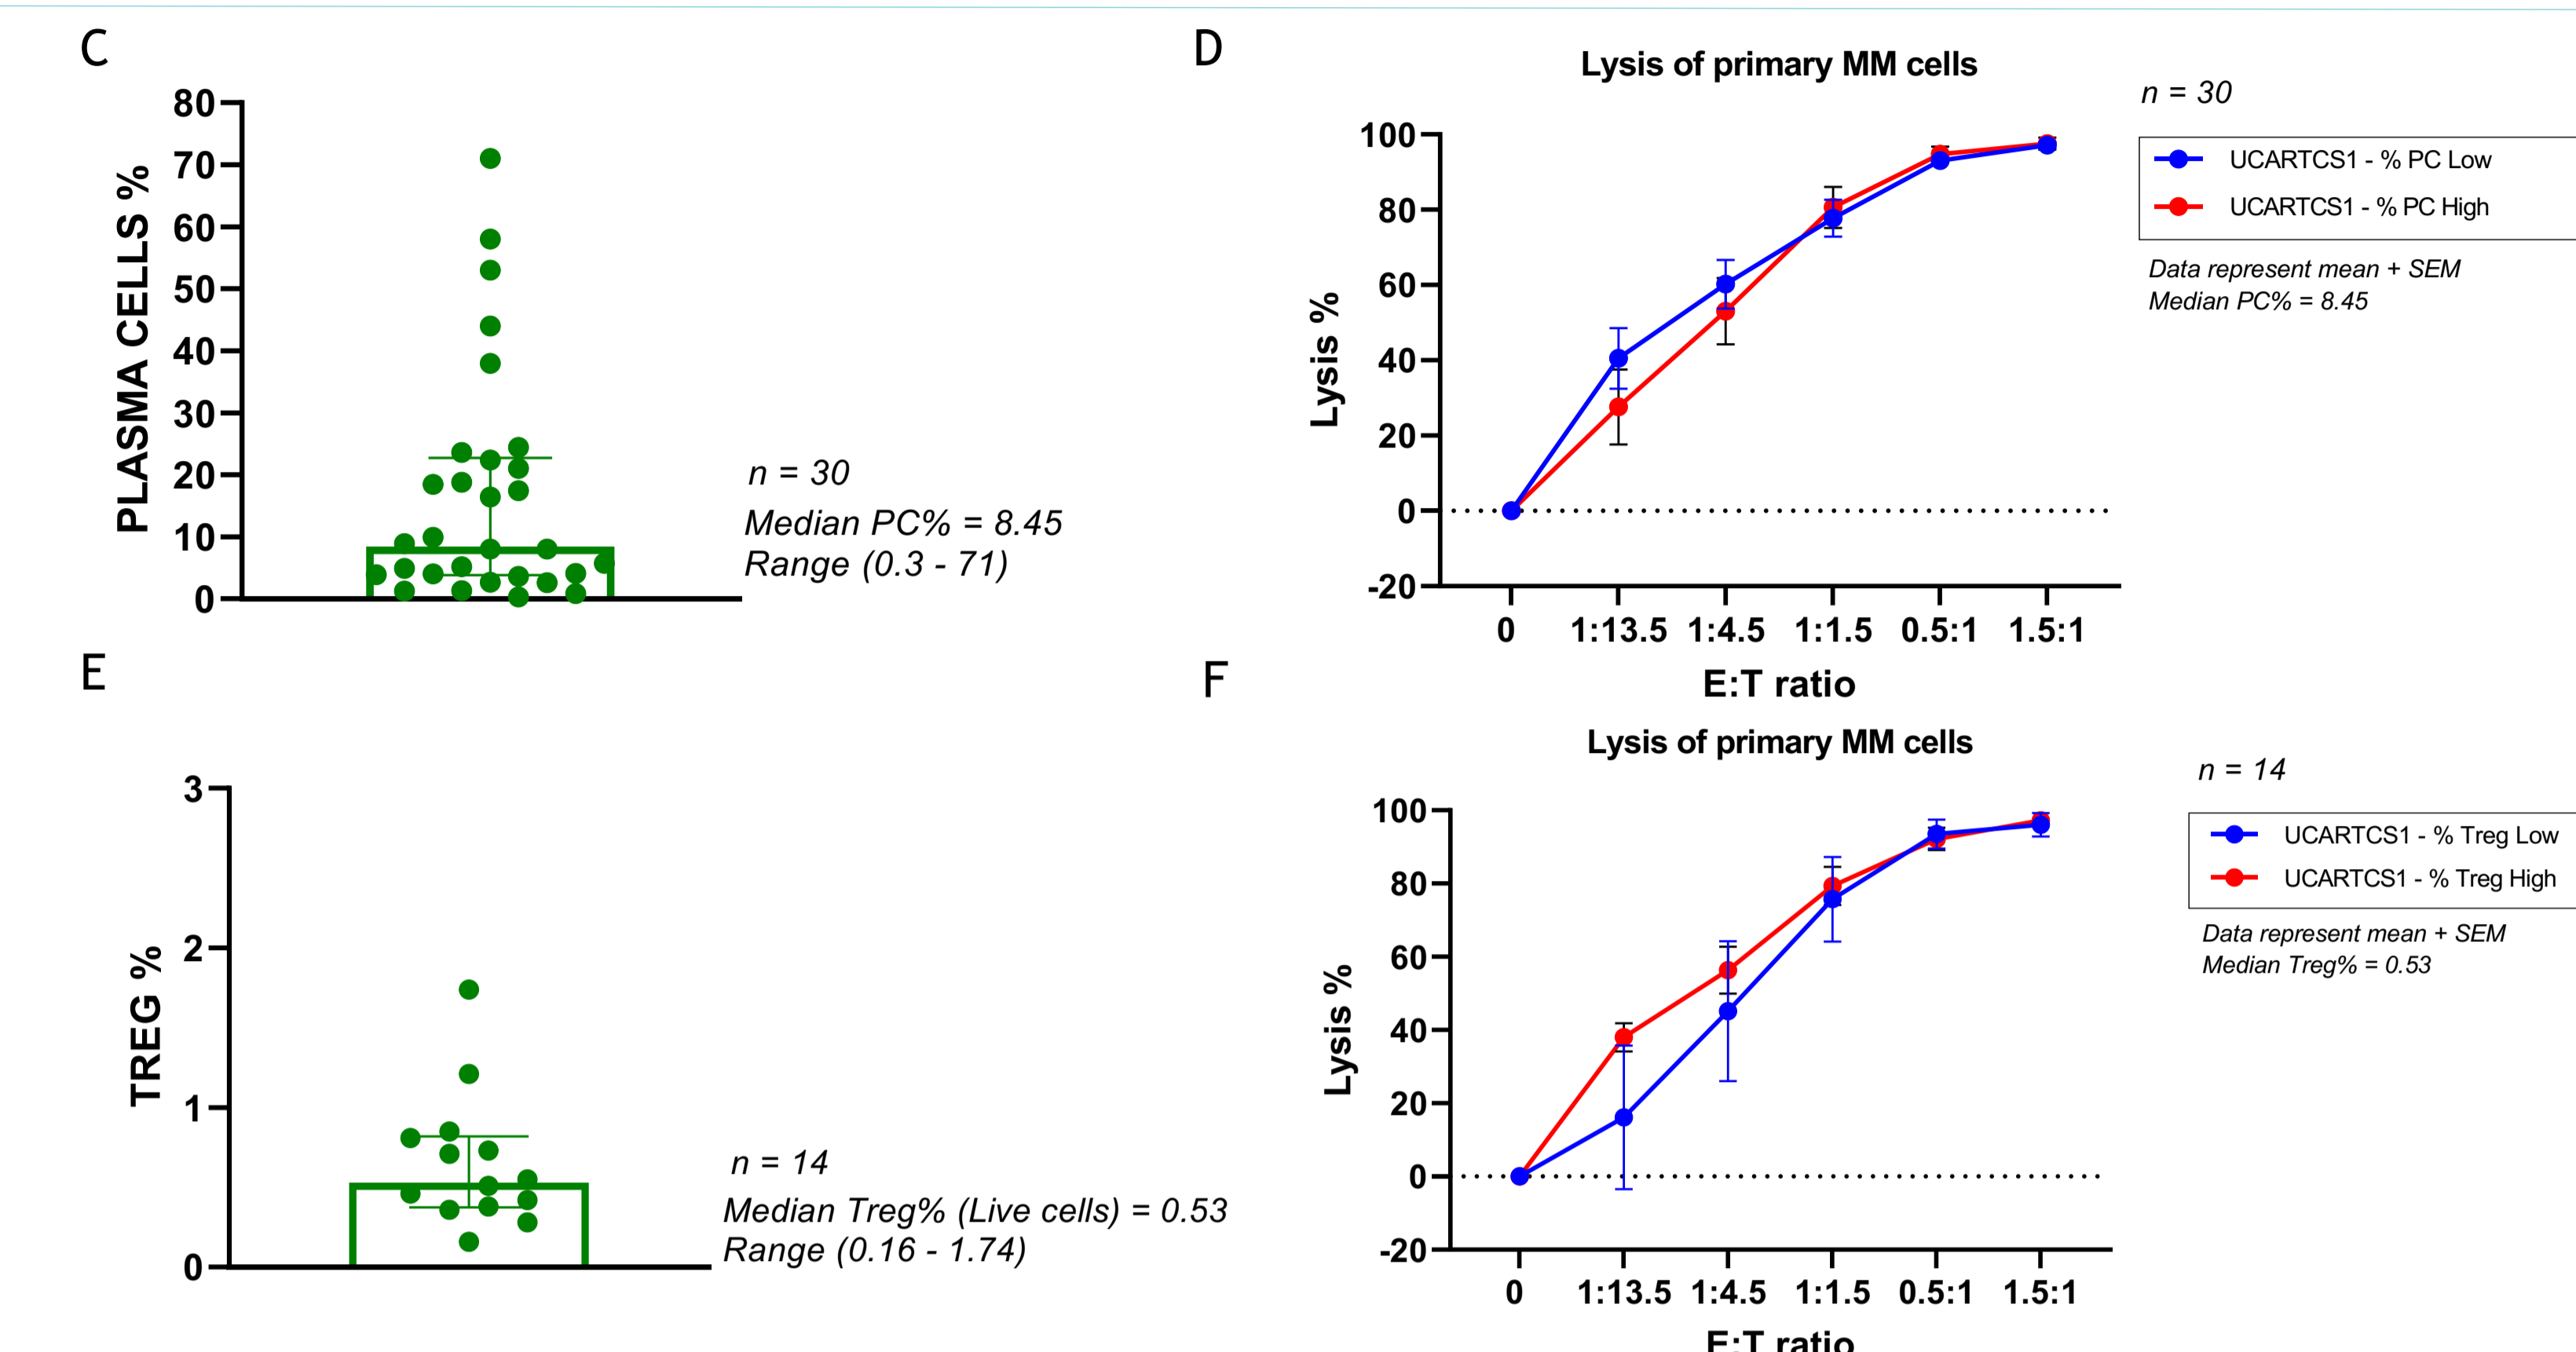 C
80
70
60
50
40
30
20
10
0
PLASMA CELLS %
n = 30
Median PC% = 8.45
Range (0.3 - 71)
D
Lysis of primary MM cells
100
80
60
40
20
0
-20
Lysis %
0 1:13.5 1:4.5 1:1.5 0.5:1 1.5:1
E:T ratio
n = 30
UCARTCS1 - % PC Low
UCARTCS1 - % PC High
Data represent mean + SEM
Median PC% = 8.45
E
3
2
1
0
TREG %
n = 14
Median Treg% (Live cells) = 0.53
Range (0.16 - 1.74)
F
Lysis of primary MM cells
100
80
60
40
20
0
-20
Lysis %
0 1:13.5 1:4.5 1:1.5 0.5:1 1.5:1
E:T ratio
n = 14
UCARTCS1 - % Treg Low
UCARTCS1 - % Treg High
Data represent mean + SEM
Median Treg% = 0.53